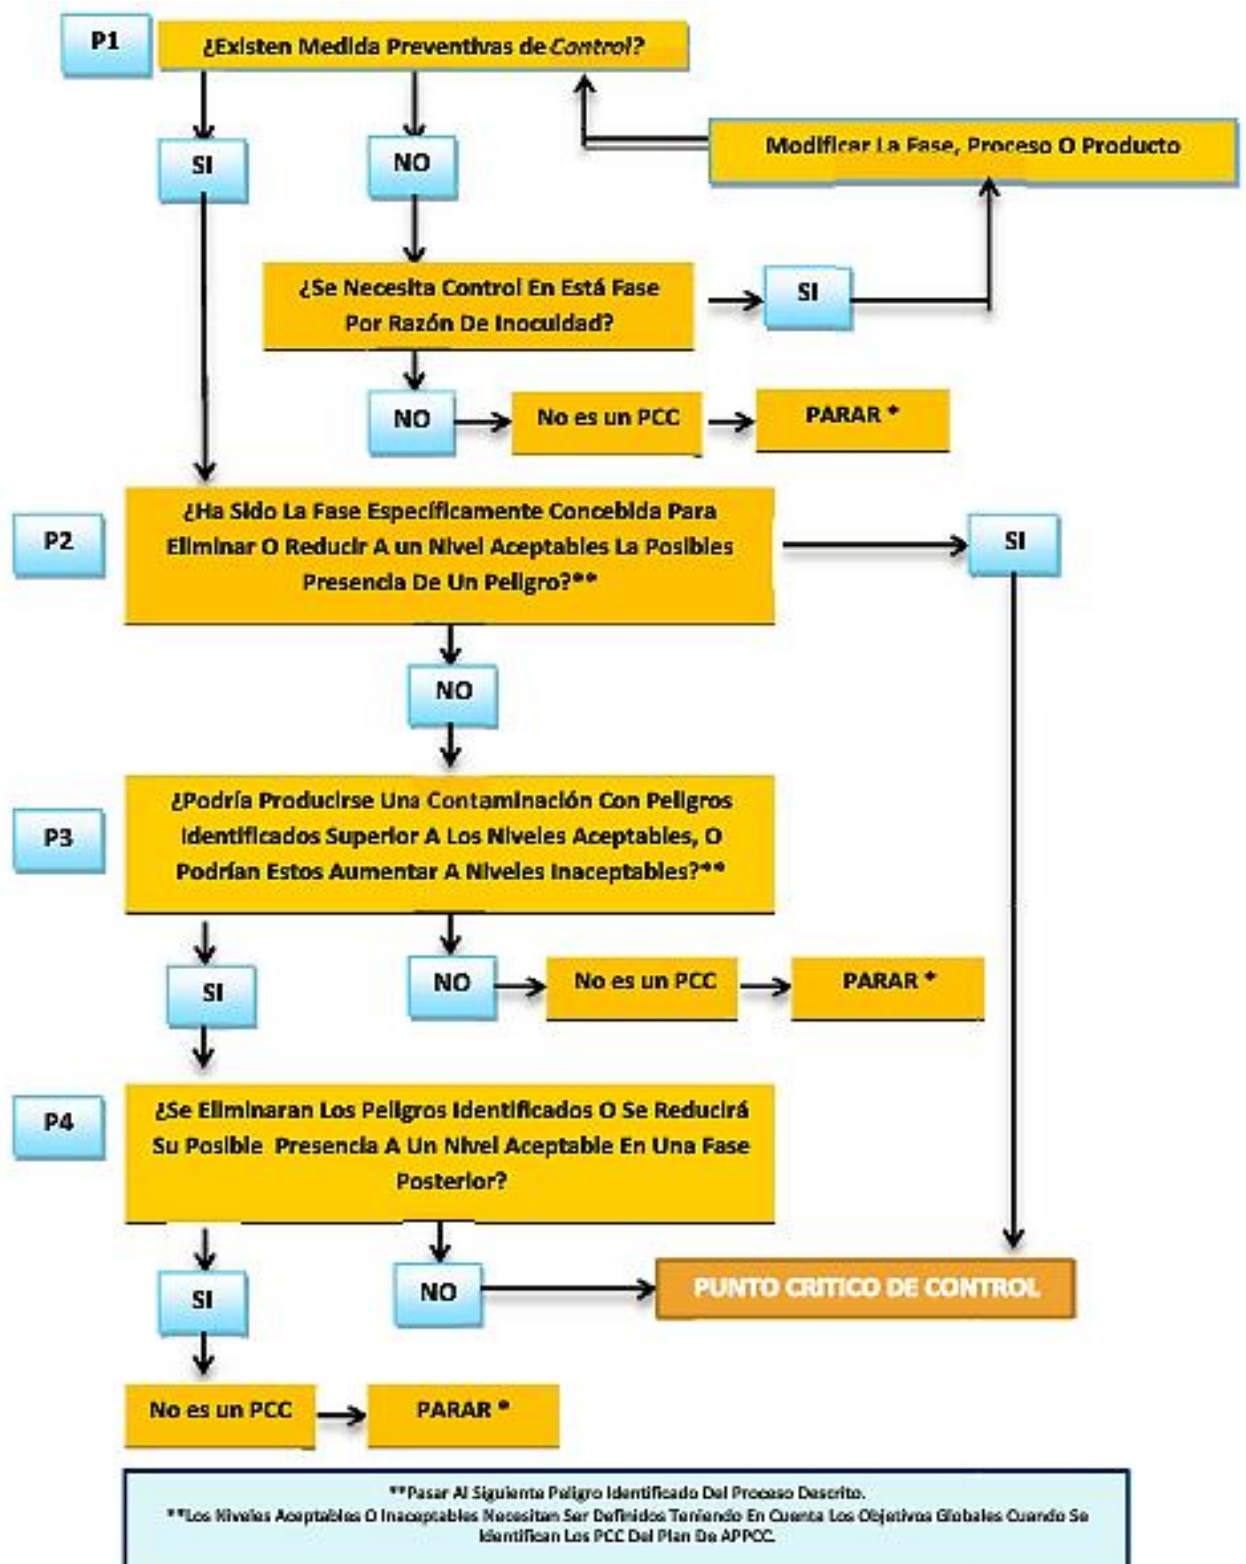 P1
¿Existen Medida Preventivas de Control?
SI
NO
Modificar La Fase, Proceso O Producto
¿Se Necesita Control En Está Fase
Por Razón De Inocuidad?
SI
NO
No es un PCC
PARAR *
P2
¿Ha Sido La Fase Específicamente Concebida Para
Eliminar O Reducir A un Nivel Aceptables La Posibles
Presencia De Un Peligro?**
SI
NO
P3
¿Podría Producirse Una Contaminación Con Peligros
Identificados Superior A Los Niveles Aceptables, O
Podrían Estos Aumentar A Niveles Inaceptables?**
SI
NO
No es un PCC
PARAR *
P4
¿Se Eliminaran Los Peligros Identificados O Se Reducirá
Su Posible Presencia A Un Nivel Aceptable En Una Fase
Posterior?
SI
NO
PUNTO CRITICO DE CONTROL
No es un PCC
PARAR *
**Pasar Al Siguiente Peligro Identificado Del Proceso Descrito.
**Los Niveles Aceptables O Inaceptables Necesitan Ser Definidos Teniendo En Cuenta Los Objetivos Globales Cuando Se
Identifican Los PCC Del Plan De APPCC.